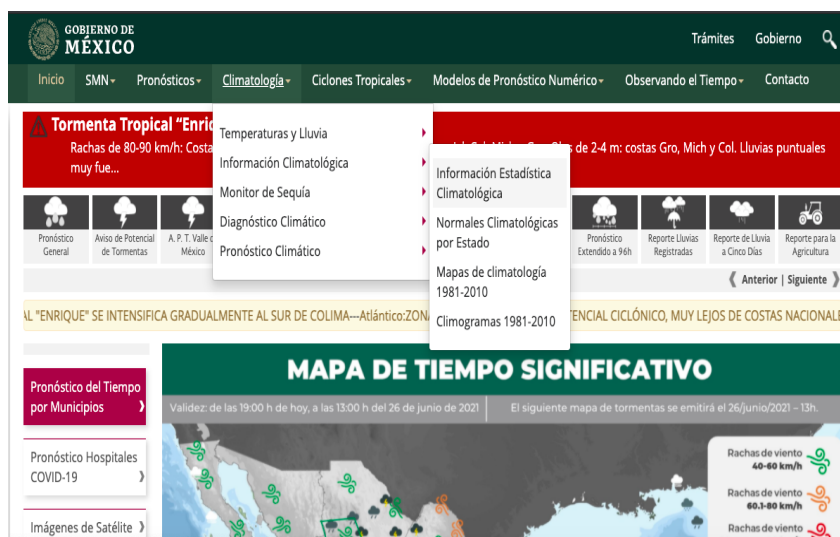 GOBIERNO DE
MÉXICO
Trámites Gobierno
Inicio SMN Pronósticos Climatología Ciclones Tropicales Modelos de Pronóstico Numérico Observando el Tiempo Contacto
Tormenta Tropical “Enriq
Rachas de 80-90 km/h: Costa
s de 2-4 m: costas Gro, Mich y Col. Lluvias puntuales
muy fue...
Temperaturas y Lluvia
Información Climatológica
Monitor de Sequía
Diagnóstico Climático
Pronóstico Climático
Información Estadística
Climatológica
Normales Climatológicas
por Estado
Mapas de climatología
1981-2010
Climogramas 1981-2010
Pronóstico
General
Aviso de Potencial
de Tormentas
A. P. T. Valle
México
Pronóstico
Extendido a 96h
Reporte Lluvias
Registradas
Reporte de Lluvia
a Cinco Días
Reporte para la
Agricultura
Anterior | Siguiente
AL "ENRIQUE" SE INTENSIFICA GRADUALMENTE AL SUR DE COLIMA---Atlántico:ZON
TENCIAL CICLÓNICO, MUY LEJOS DE COSTAS NACIONALE
Pronóstico del Tiempo
por Municipios
Pronóstico Hospitales
COVID-19
Imágenes de Satélite
MAPA DE TIEMPO SIGNIFICATIVO
Validez: de las 19:00 h de hoy, a las 13:00 h del 26 de junio de 2021 El siguiente mapa de tormentas se emitirá el 26/junio/2021 - 13h.
Rachas de viento
40-60 km/h
Rachas de viento
60.1-80 km/h
Rachas de viento